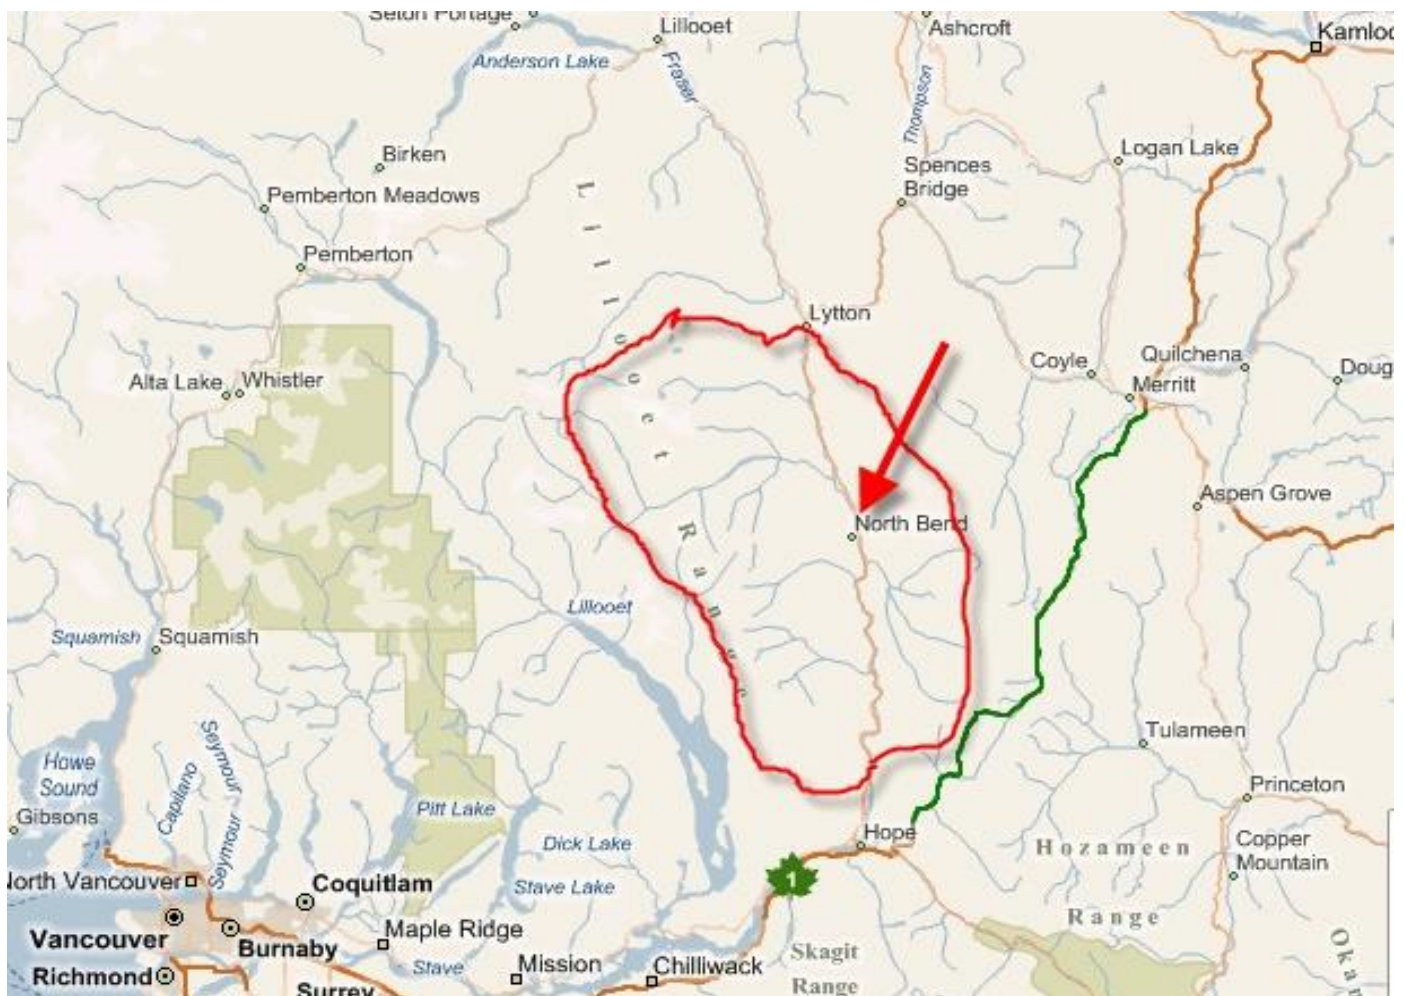 Seton Portage
Lillooet
Ashcroft
Kamloo
Anderson Lake
Fraser
Thompson
Birken
Logan Lake
Spences
Bridge
Pemberton Meadows
Pemberton
Lillooet Range
Lytton
Coyle
Quilchena
Doug
Merritt
Alta Lake
Whistler
Aspen Grove
North Bend
Lillooet
Squamish
Squamish
Tulameen
Howe
Sound
Capilano
Seymour
Seymour
Princeton
Gibsons
Pitt Lake
Hope
Dick Lake
Hozameen
Range
Copper
Mountain
North Vancouver
Coquitlam
Stave Lake
1
Vancouver
Burnaby
Maple Ridge
Skagit
Range
Okan
Richmond
Stave
Mission
Chilliwack
Surrey